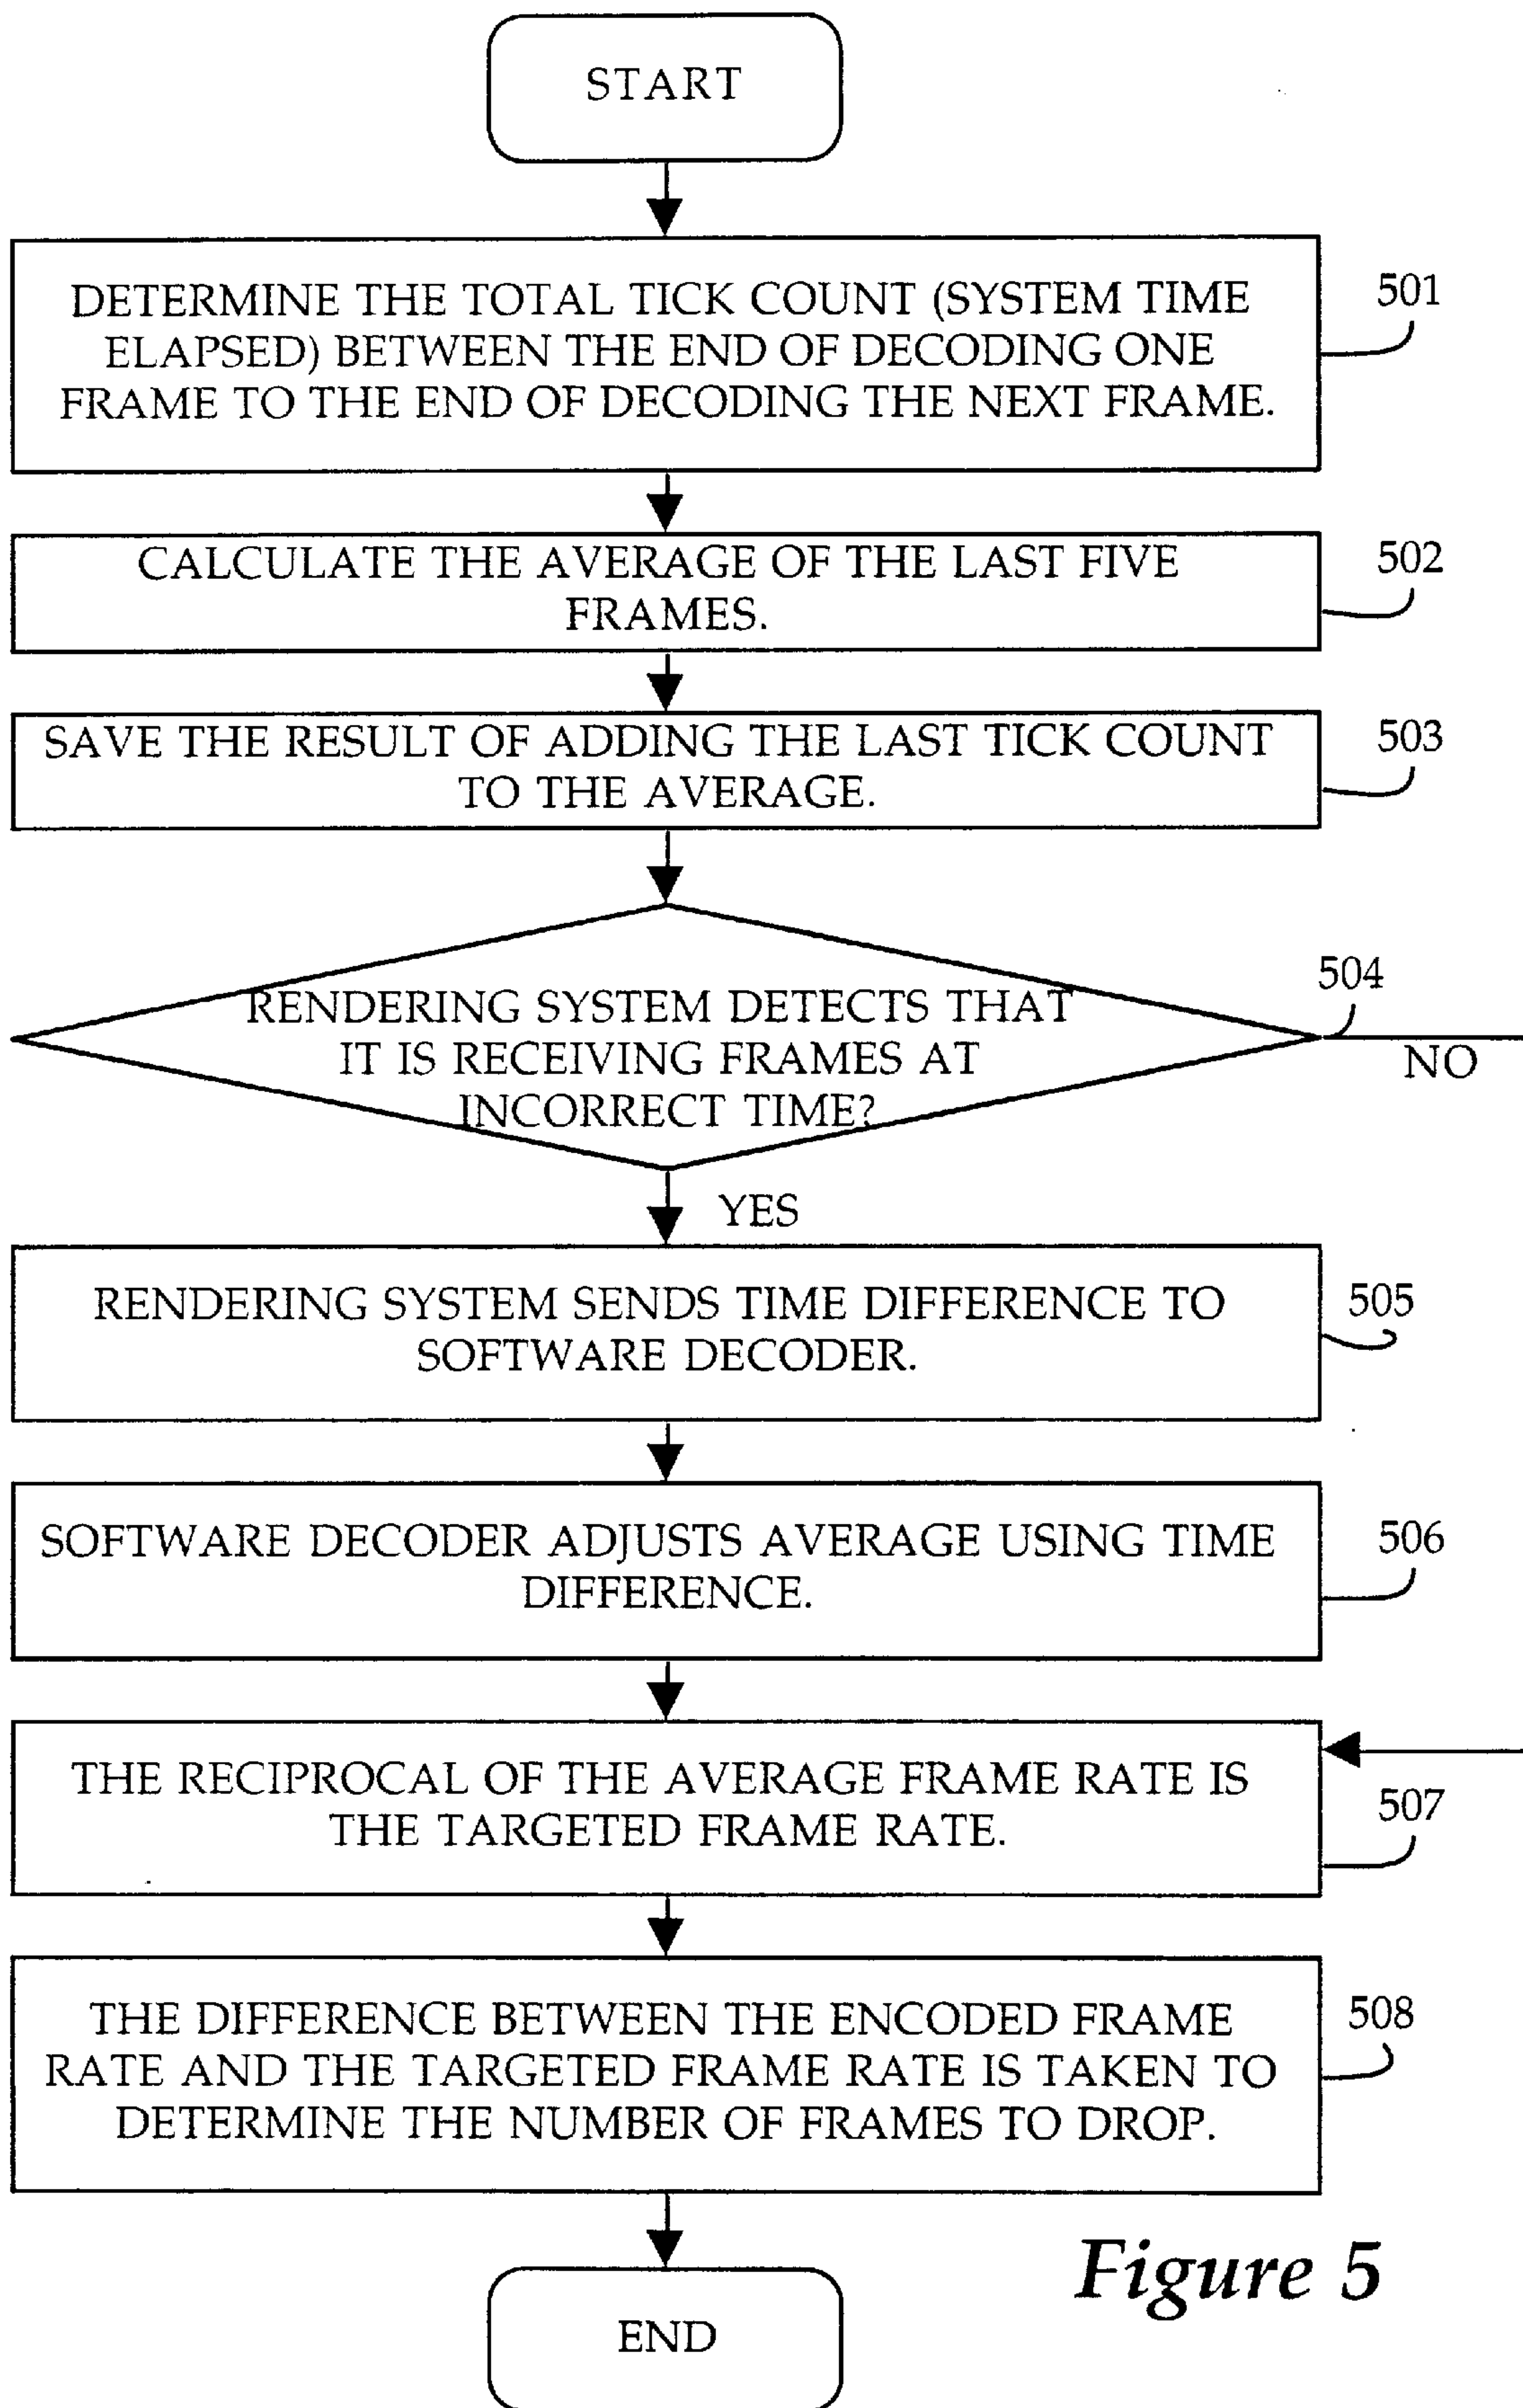 START
DETERMINE THE TOTAL TICK COUNT (SYSTEM TIME
ELAPSED) BETWEEN THE END OF DECODING ONE
FRAME TO THE END OF DECODING THE NEXT FRAME.
501
CALCULATE THE AVERAGE OF THE LAST FIVE
FRAMES.
502
SAVE THE RESULT OF ADDING THE LAST TICK COUNT
TO THE AVERAGE.
503
RENDERING SYSTEM DETECTS THAT
IT IS RECEIVING FRAMES AT
INCORRECT TIME?
504
NO
YES
RENDERING SYSTEM SENDS TIME DIFFERENCE TO
SOFTWARE DECODER.
505
SOFTWARE DECODER ADJUSTS AVERAGE USING TIME
DIFFERENCE.
506
THE RECIPROCAL OF THE AVERAGE FRAME RATE IS
THE TARGETED FRAME RATE.
507
THE DIFFERENCE BETWEEN THE ENCODED FRAME
RATE AND THE TARGETED FRAME RATE IS TAKEN TO
DETERMINE THE NUMBER OF FRAMES TO DROP.
508
END
Figure 5